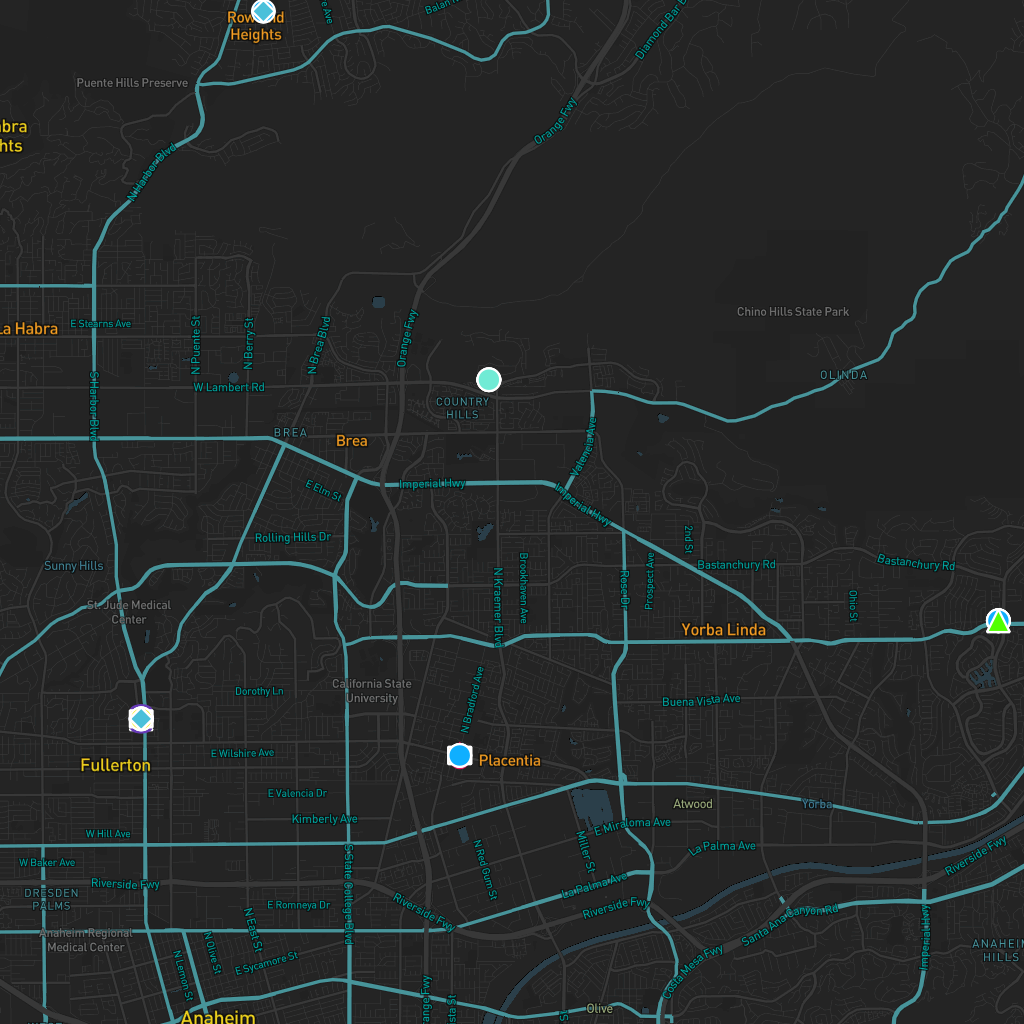 Balan
Heights
Puente Hills Preserve
Diamond Bar B
Orange Fwy
abra
hts
N Harbor Blvd
Chino Hills State Park
La Habra
E Stearns Ave
N Puente St
N Berry St
N Brea Blvd
Orange Fwy
OLINDA
W Lambert Rd
S Harbor Blvd
COUNTRY
HILLS
BREA
Brea
Valencia Ave
Imperial Hwy
E Elm St
Imperial Hwy
Rolling Hills Dr
2nd St
Bastanchury Rd
Bastanchury Rd
Sunny Hills
N Kraemer Blvd
Brookhaven Ave
Rose Dr
Prospect Ave
Ohio St
St. Jude Medical
Center
Yorba Linda
California State
University
Dorothy Ln
N Bradford Ave
Buena Vista Ave
E Wilshire Ave
Fullerton
Placentia
E Valencia Dr
Atwood
Yorba
Kimberly Ave
W Hill Ave
E Miraloma Ave
Miller St
La Palma Ave
Riverside Fwy
W Baker Ave
N Red Gum St
S State College Blvd
DRESDEN
PALMS
Riverside Fwy
La Palma Ave
E Romneya Dr
Riverside Fwy
Riverside Fwy
Santa Ana Canyon Rd
Imperial Hwy
N East St
Anaheim Regional
Medical Center
N Olive St
N Lemon St
E Sycamore St
Costa Mesa Fwy
ANAHEIM
HILLS
Olive
Anaheim